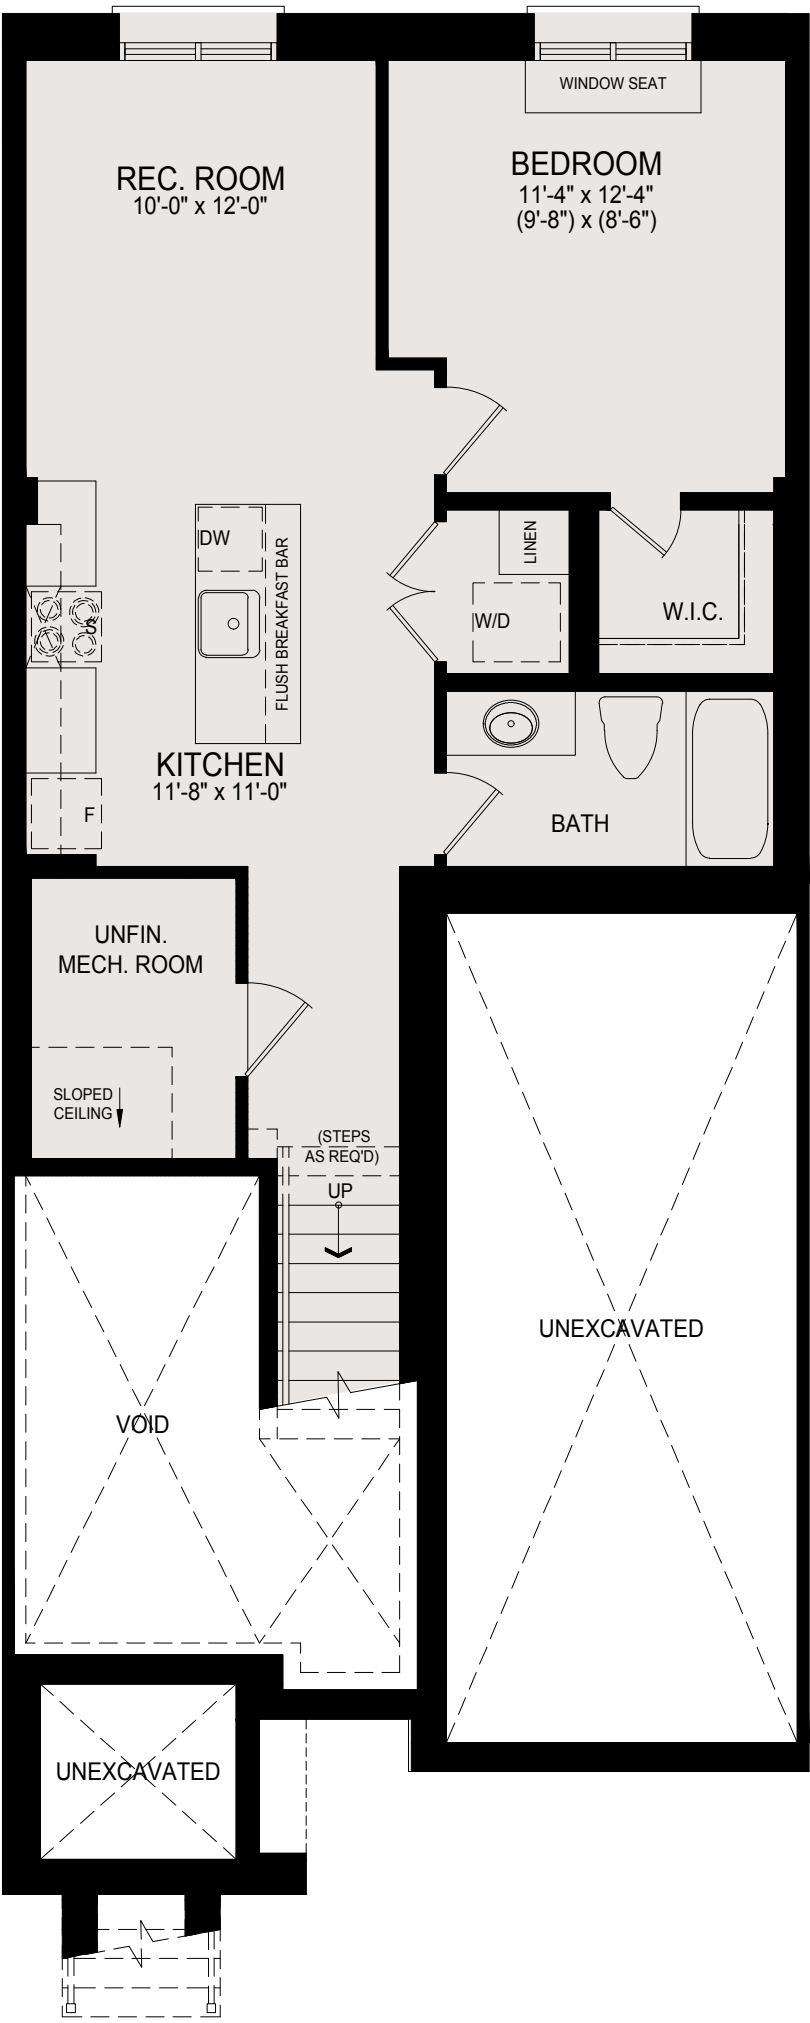 WINDOW SEAT
REC. ROOM
10'-0" x 12'-0"
BEDROOM
11'-4" x 12'-4"
(9'-8") x (8'-6")
DW
FLUSH BREAKFAST BAR
LINEN
W/D
W.I.C.
S
KITCHEN
11'-8" x 11'-0"
F
BATH
UNFIN.
MECH. ROOM
SLOPED
CEILING
(STEPS
AS REQ'D)
UP
UNEXCAVATED
VOID
UNEXCAVATED